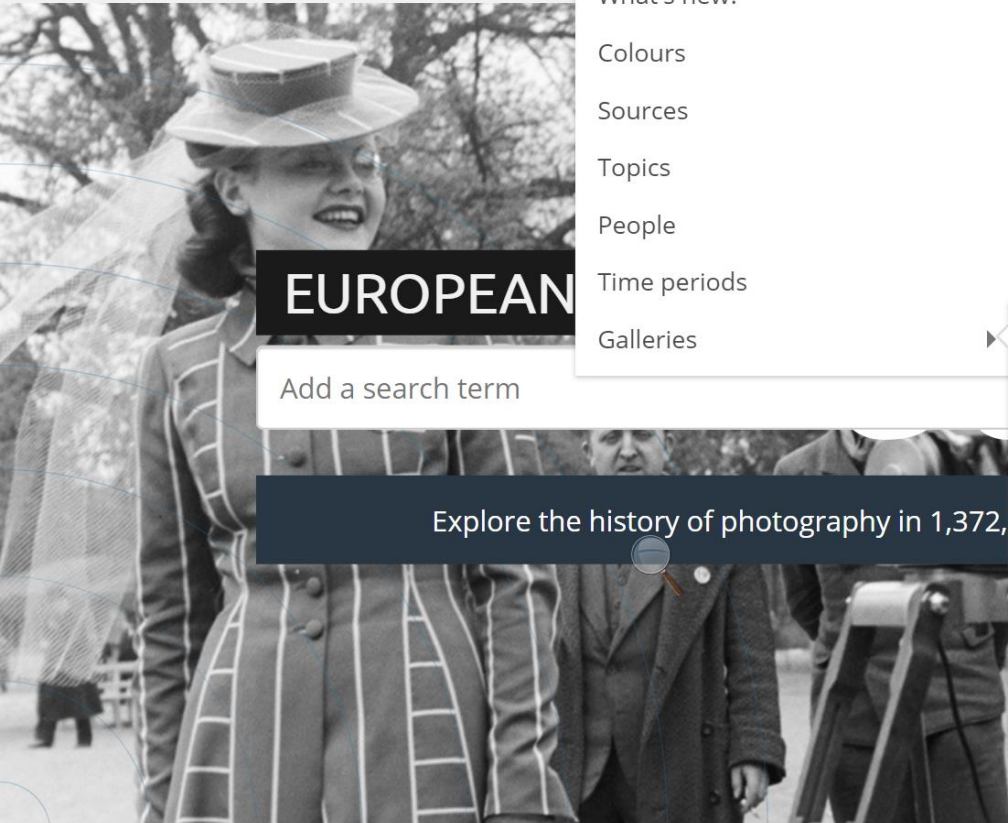 Colours
Sources
Topics
People
Time periods
Galleries
EUROPEAN
Add a search term
Explore the history of photography in 1,372,